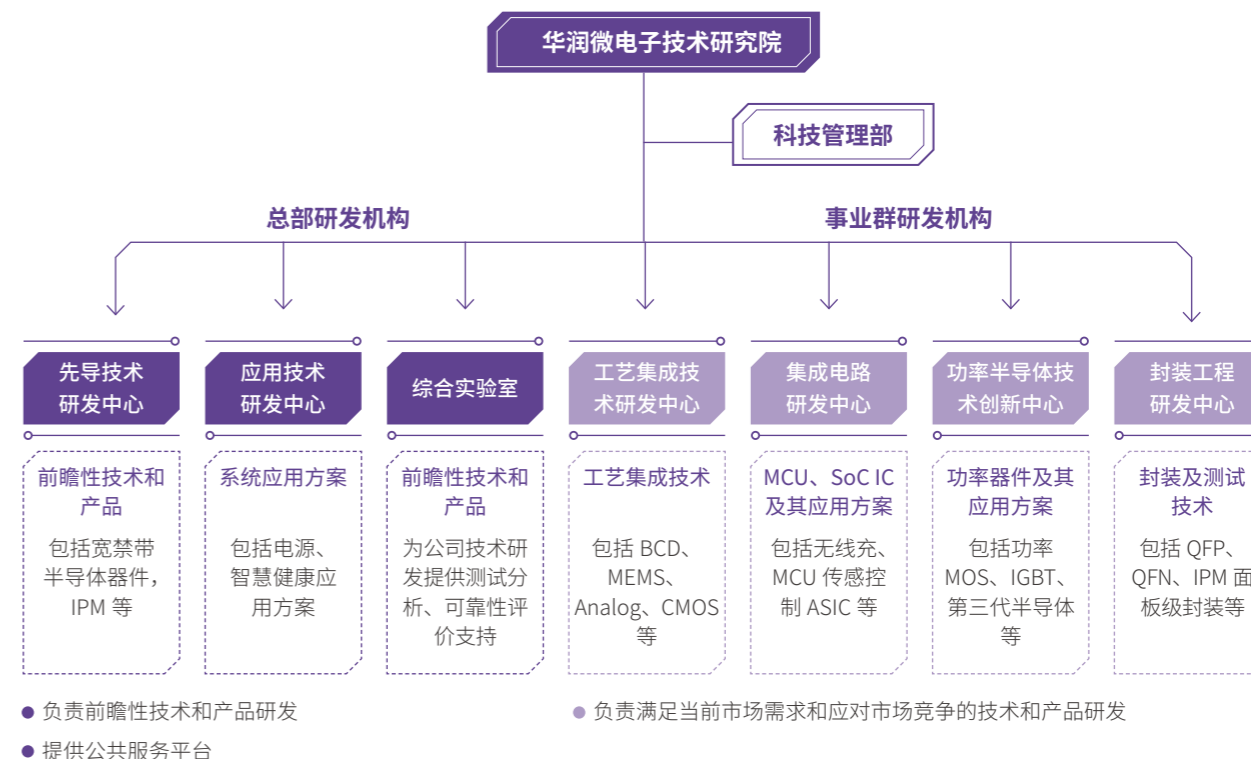 华润微电子技术研究院
科技管理部
总部研发机构
事业群研发机构
先导技术
研发中心
前瞻性技术和
产品
包括宽禁带
半导体器件，
IPM 等
应用技术
研发中心
系统应用方案
包括电源、
智慧健康应
用方案
综合实验室
前瞻性技术和
产品
为公司技术研
发提供测试分
析、可靠性评
价支持
工艺集成技
术研发中心
工艺集成技术
包括 BCD、
MEMS、
Analog、CMOS
等
集成电路
研发中心
MCU、SoC IC
及其应用方案
包括无线充、
MCU 传感控
制 ASIC 等
功率半导体技
术创新中心
功率器件及其
应用方案
包括功率
MOS、IGBT、
第三代半导体
等
封装工程
研发中心
封装及测试
技术
包括 QFP、
QFN、IPM 面
板级封装等
负责前瞻性技术和产品研发
提供公共服务平台
负责满足当前市场需求和应对市场竞争的技术和产品研发